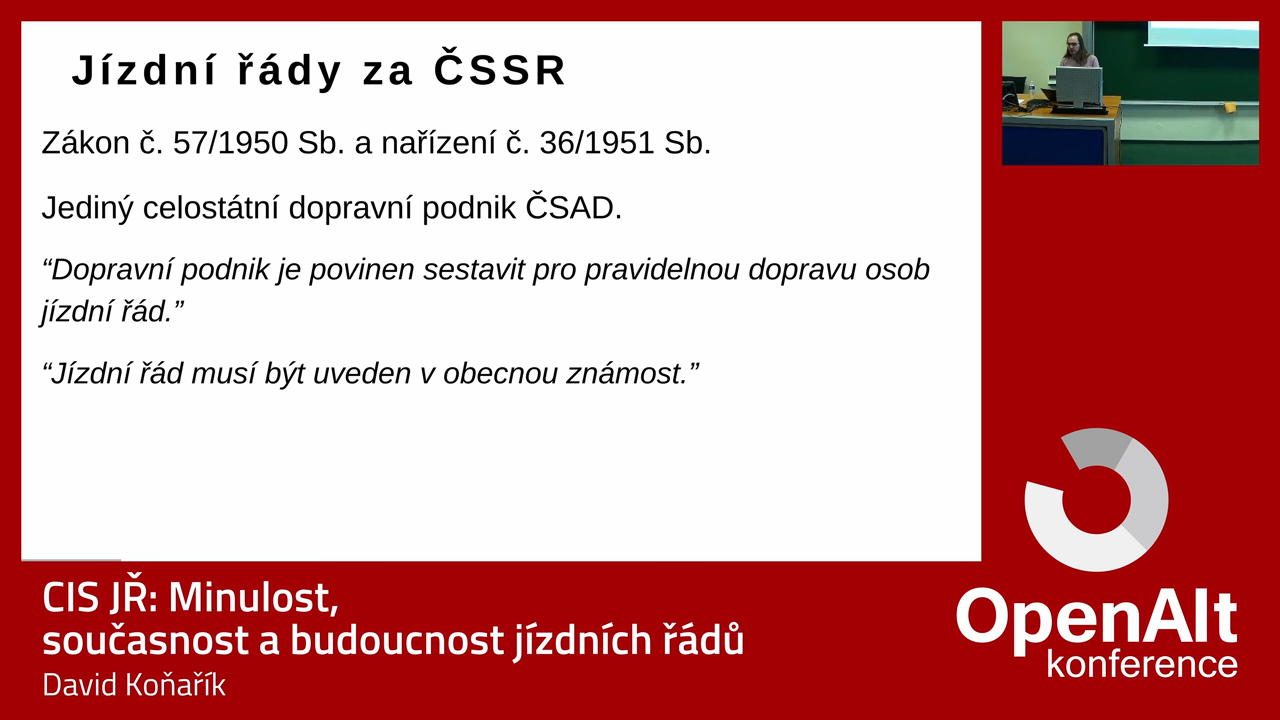 Jízdní řády za ČSSR
Zákon č. 57/1950 Sb. a nařízení č. 36/1951 Sb.
Jediný celostátní dopravní podnik ČSAD.
“Dopravní podnik je povinen sestavit pro pravidelnou dopravu osob
jízdní řád.”
“Jízdní řád musí být uveden v obecnou známost.”
CIS JŘ: Minulost,
současnost a budoucnost jízdních řádů
David Koňařík
OpenAlt
konference